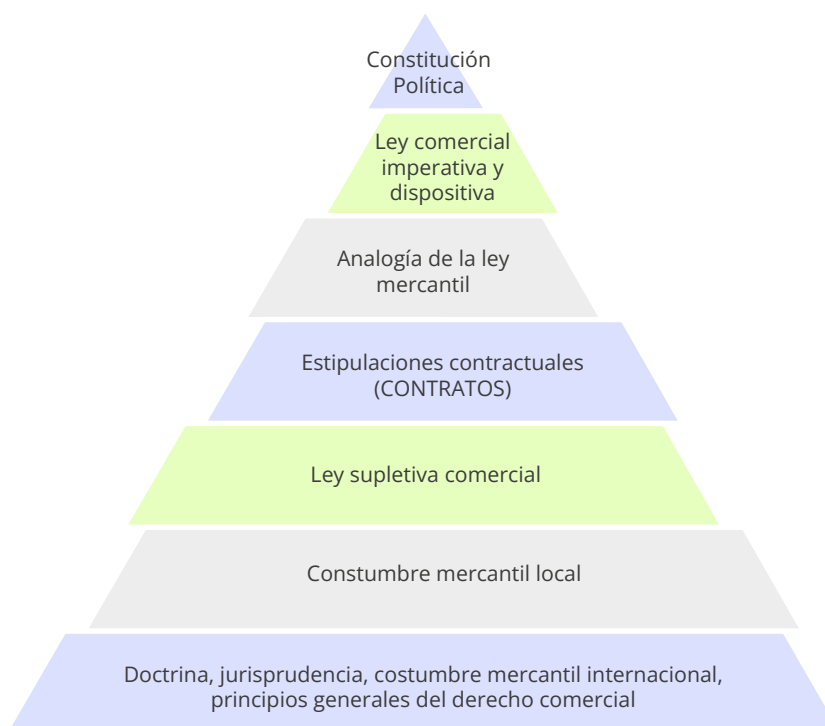 Constitución
Política
Ley comercial
imperativa y
dispositiva
Analogía de la ley
mercantil
Estipulaciones contractuales
(CONTRATOS)
Ley supletiva comercial
Constumbre mercantil local
Doctrina, jurisprudencia, costumbre mercantil internacional,
principios generales del derecho comercial